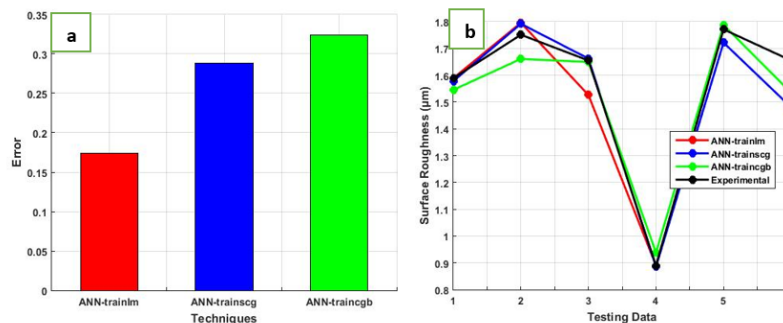 a
0.35
0.3
0.25
0.2
0.15
0.1
0.05
0
Error
ANN-trainlm ANN-trainscg ANN-traincgb
Techniques
b
1.8
1.7
1.6
1.5
1.4
1.3
1.2
1.1
1
0.9
0.8
Surface Roughness (μm)
ANN-trainlm
ANN-trainscg
ANN-traincgb
Experimental
1 2 3 4 5
Testing Data